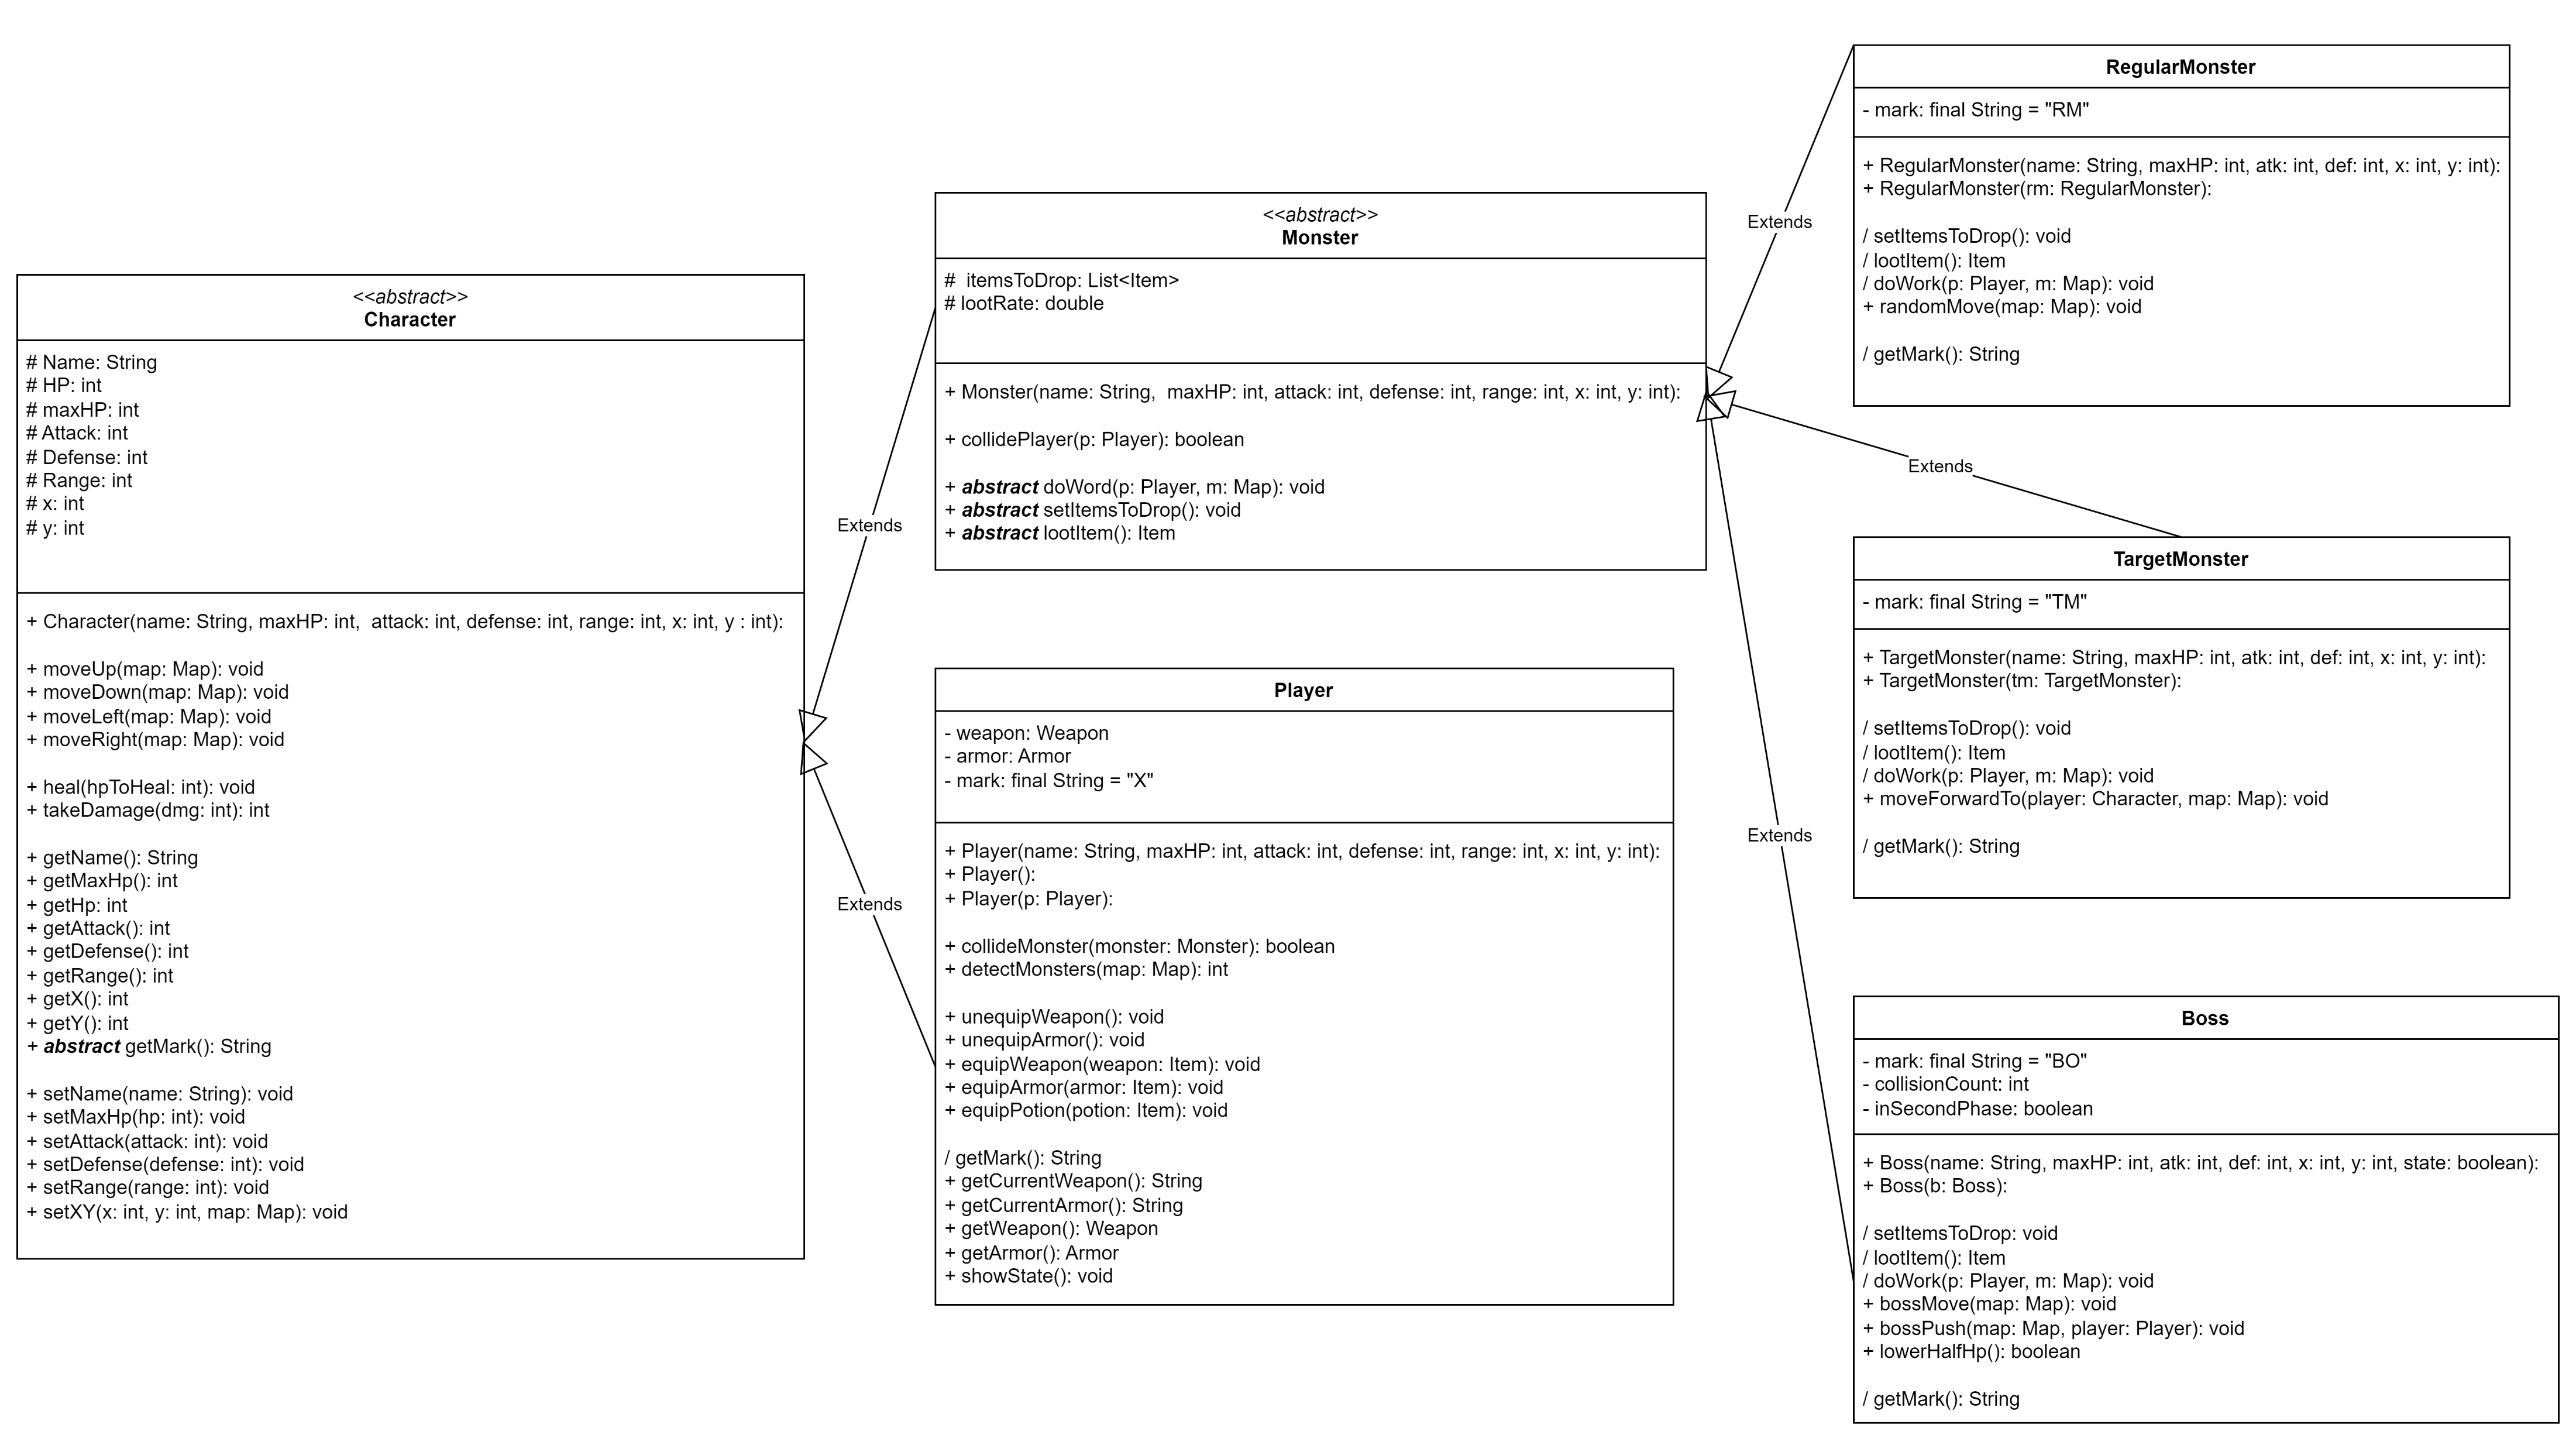 <<abstract>>
Character
# Name: String
# HP: int
# maxHP: int
# Attack: int
# Defense: int
# Range: int
# x: int
# y: int
+ Character(name: String, maxHP: int,  attack: int, defense: int, range: int, x: int, y : int):
+ moveUp(map: Map): void
+ moveDown(map: Map): void
+ moveLeft(map: Map): void
+ moveRight(map: Map): void
+ heal(hpToHeal: int): void
+ takeDamage(dmg: int): int
+ getName(): String
+ getMaxHp(): int
+ getHp: int
+ getAttack(): int
+ getDefense(): int
+ getRange(): int
+ getX(): int
+ getY(): int
+ abstract getMark(): String
+ setName(name: String): void
+ setMaxHp(hp: int): void
+ setAttack(attack: int): void
+ setDefense(defense: int): void
+ setRange(range: int): void
+ setXY(x: int, y: int, map: Map): void
Extends
Extends
<<abstract>>
Monster
#  itemsToDrop: List<Item>
# lootRate: double
+ Monster(name: String,  maxHP: int, attack: int, defense: int, range: int, x: int, y: int):
+ collidePlayer(p: Player): boolean
+ abstract doWord(p: Player, m: Map): void
+ abstract setItemsToDrop(): void
+ abstract lootItem(): Item
Player
- weapon: Weapon
- armor: Armor
- mark: final String = "X"
+ Player(name: String, maxHP: int, attack: int, defense: int, range: int, x: int, y: int):
+ Player():
+ Player(p: Player):
+ collideMonster(monster: Monster): boolean
+ detectMonsters(map: Map): int
+ unequipWeapon(): void
+ unequipArmor(): void
+ equipWeapon(weapon: Item): void
+ equipArmor(armor: Item): void
+ equipPotion(potion: Item): void
/ getMark(): String
+ getCurrentWeapon(): String
+ getCurrentArmor(): String
+ getWeapon(): Weapon
+ getArmor(): Armor
+ showState(): void
Extends
Extends
Extends
RegularMonster
- mark: final String = "RM"
+ RegularMonster(name: String, maxHP: int, atk: int, def: int, x: int, y: int):
+ RegularMonster(rm: RegularMonster):
/ setItemsToDrop(): void
/ lootItem(): Item
/ doWork(p: Player, m: Map): void
+ randomMove(map: Map): void
/ getMark(): String
TargetMonster
- mark: final String = "TM"
+ TargetMonster(name: String, maxHP: int, atk: int, def: int, x: int, y: int):
+ TargetMonster(tm: TargetMonster):
/ setItemsToDrop(): void
/ lootItem(): Item
/ doWork(p: Player, m: Map): void
+ moveForwardTo(player: Character, map: Map): void
/ getMark(): String
Boss
- mark: final String = "BO"
- collisionCount: int
- inSecondPhase: boolean
+ Boss(name: String, maxHP: int, atk: int, def: int, x: int, y: int, state: boolean):
+ Boss(b: Boss):
/ setItemsToDrop: void
/ lootItem(): Item
/ doWork(p: Player, m: Map): void
+ bossMove(map: Map): void
+ bossPush(map: Map, player: Player): void
+ lowerHalfHp(): boolean
/ getMark(): String